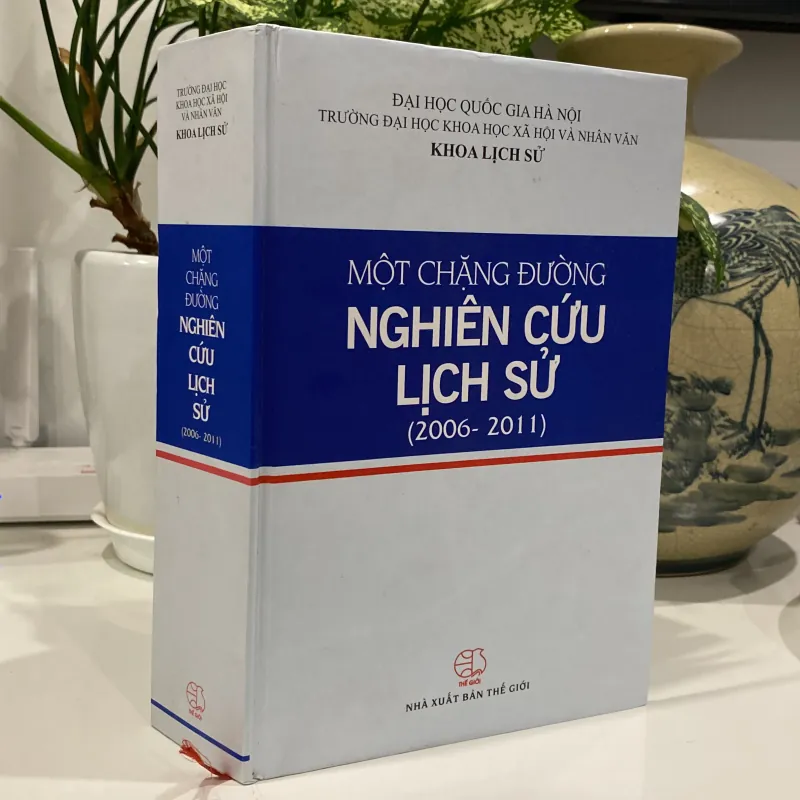 TRƯỜNG ĐẠI HỌC
KHOA HỌC XÃ HỘI
VÀ NHÂN VĂN
KHOA LỊCH SỬ
MỘT
CHẶNG
ĐƯỜNG
NGHIÊN
CỨU
LỊCH
SỬ
(2006- 2011)
THẾ GIỚI
ĐẠI HỌC QUỐC GIA HÀ NỘI
TRƯỜNG ĐẠI HỌC KHOA HỌC XÃ HỘI VÀ NHÂN VĂN
KHOA LỊCH SỬ
MỘT CHẶNG ĐƯỜNG
NGHIÊN CỨU
LỊCH SỬ
(2006- 2011)
THẾ GIỚI
NHÀ XUẤT BẢN THẾ GIỚI